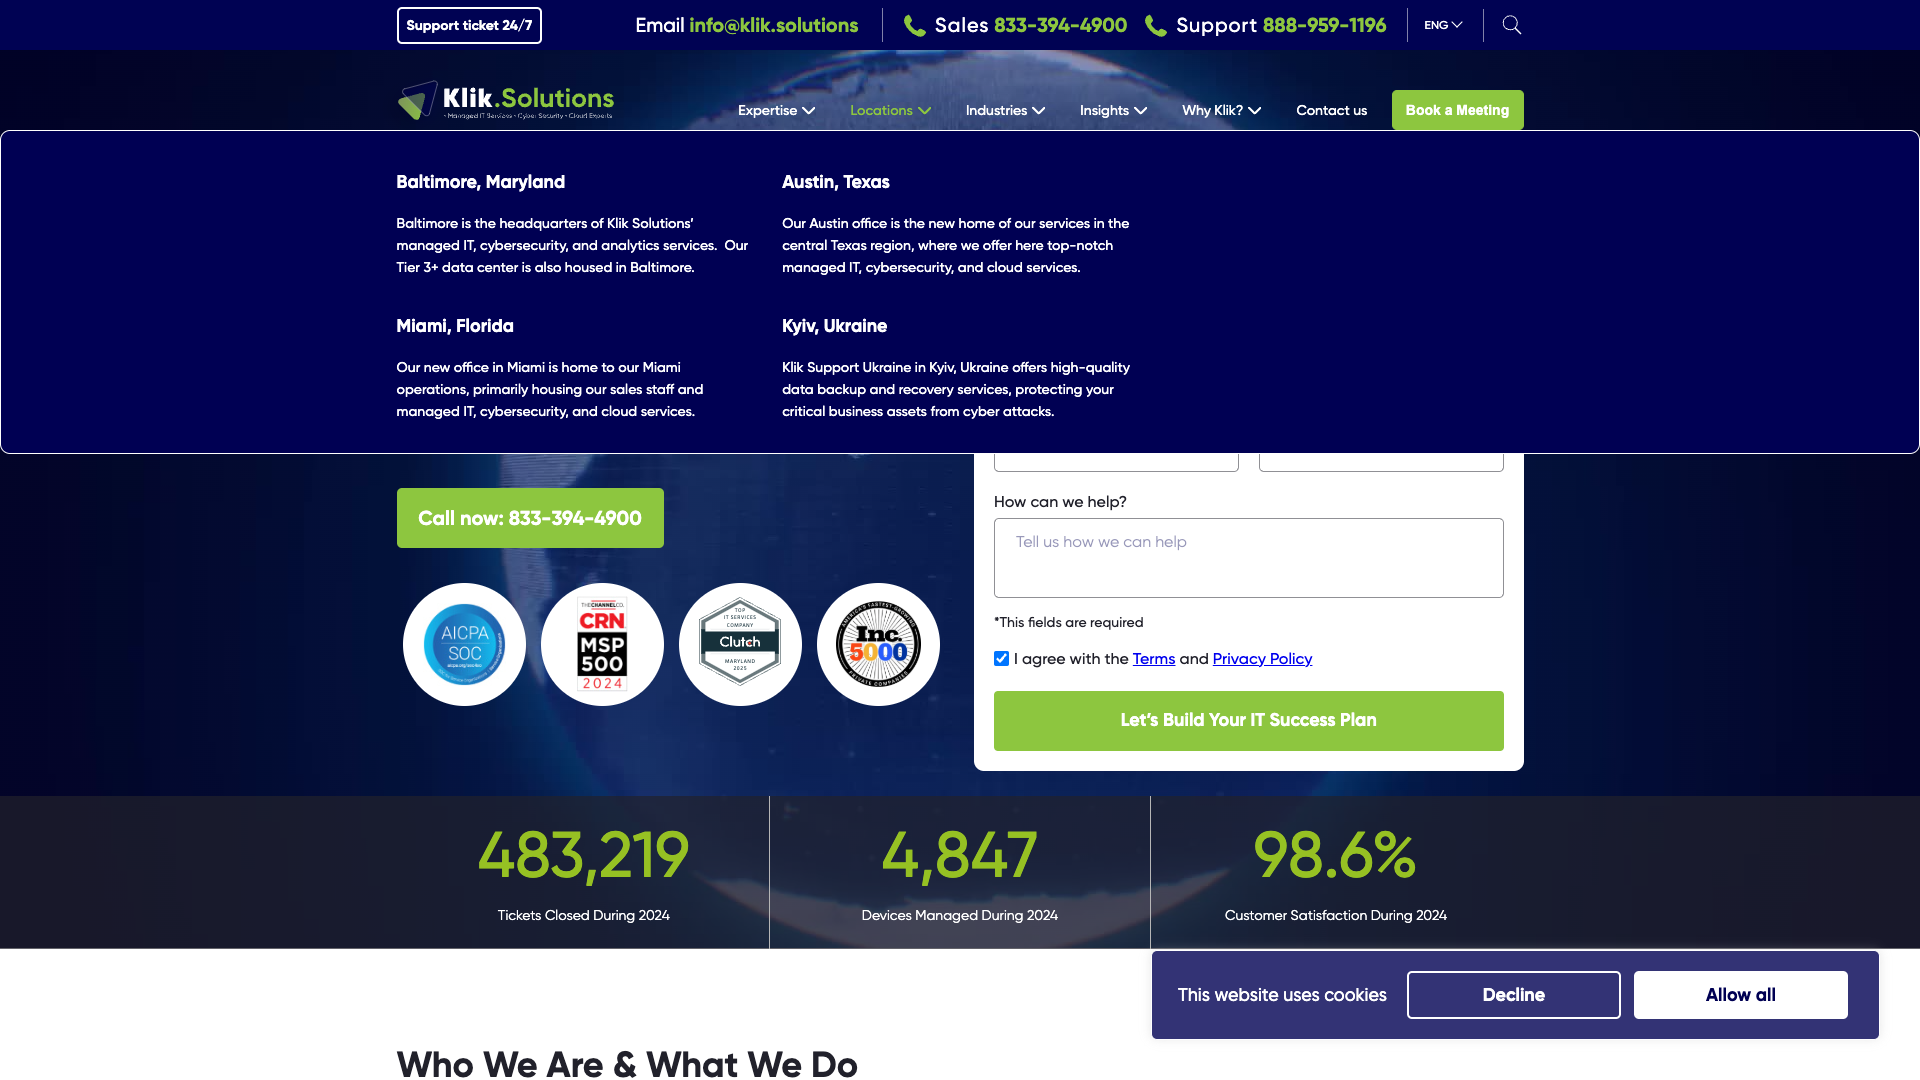 Support ticket 24/7
Email info@klik.solutions
Sales 833-394-4900
Support 888-959-1196
ENG
Klik.Solutions
• Managed IT Services • Cyber Security • Cloud Experts
Expertise
Locations
Industries
Insights
Why Klik?
Contact us
Book a Meeting
Baltimore, Maryland
Baltimore is the headquarters of Klik Solutions’
managed IT, cybersecurity, and analytics services.  Our
Tier 3+ data center is also housed in Baltimore.
Austin, Texas
Our Austin office is the new home of our services in the
central Texas region, where we offer here top-notch
managed IT, cybersecurity, and cloud services.
Miami, Florida
Our new office in Miami is home to our Miami
operations, primarily housing our sales staff and
managed IT, cybersecurity, and cloud services.
Kyiv, Ukraine
Klik Support Ukraine in Kyiv, Ukraine offers high-quality
data backup and recovery services, protecting your
critical business assets from cyber attacks.
Call now: 833-394-4900
AICPA
SOC
THE CHANNEL CO.
CRN
MSP
500
2024
TOP
IT SERVICES
COMPANY
Clutch
MARYLAND
2025
AMERICA'S FASTEST-GROWING
Inc.
5000
PRIVATE COMPANIES
How can we help?
Tell us how we can help
*This fields are required
I agree with the Terms and Privacy Policy
Let’s Build Your IT Success Plan
483,219
Tickets Closed During 2024
4,847
Devices Managed During 2024
98.6%
Customer Satisfaction During 2024
This website uses cookies
Decline
Allow all
Who We Are & What We Do